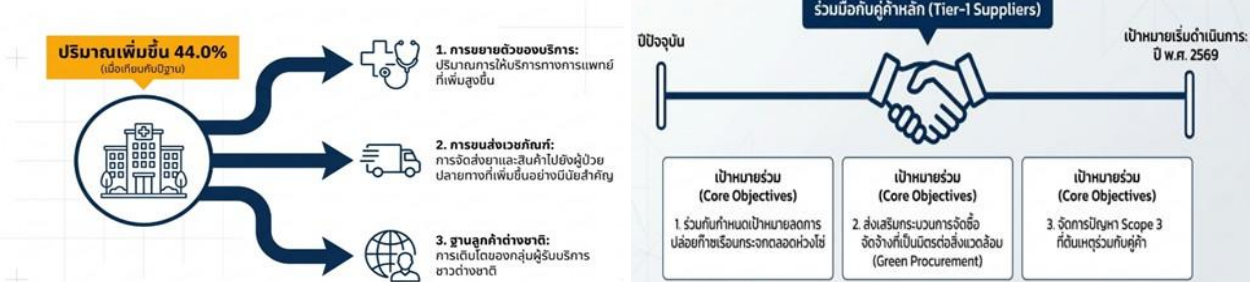 ปริมาณเพิ่มขึ้น 44.0%
(เมื่อเทียบกับปีฐาน)
1. การขยายตัวของบริการ:
ปริมาณการให้บริการทางการแพทย์
ที่เพิ่มสูงขึ้น
2. การขนส่งเวชภัณฑ์:
การจัดส่งยาและสินค้าไปยังผู้ป่วย
ปลายทางที่เพิ่มขึ้นอย่างมีนัยสำคัญ
3. ฐานลูกค้าต่างชาติ:
การเติบโตของกลุ่มผู้รับบริการ
ชาวต่างชาติ
ร่วมมือกับคู่ค้าหลัก (Tier-1 Suppliers)
ปีปัจจุบัน
เป้าหมายเริ่มดำเนินการ:
ปี พ.ศ. 2569
เป้าหมายร่วม
(Core Objectives)
1. ร่วมกันกำหนดเป้าหมายลดการ
ปล่อยก๊าซเรือนกระจกตลอดห่วงโซ่
เป้าหมายร่วม
(Core Objectives)
2. ส่งเสริมกระบวนการจัดซื้อ
จัดจ้างที่เป็นมิตรต่อสิ่งแวดล้อม
(Green Procurement)
เป้าหมายร่วม
(Core Objectives)
3. จัดการปัญหา Scope 3
ที่ต้นเหตุร่วมกับคู่ค้า